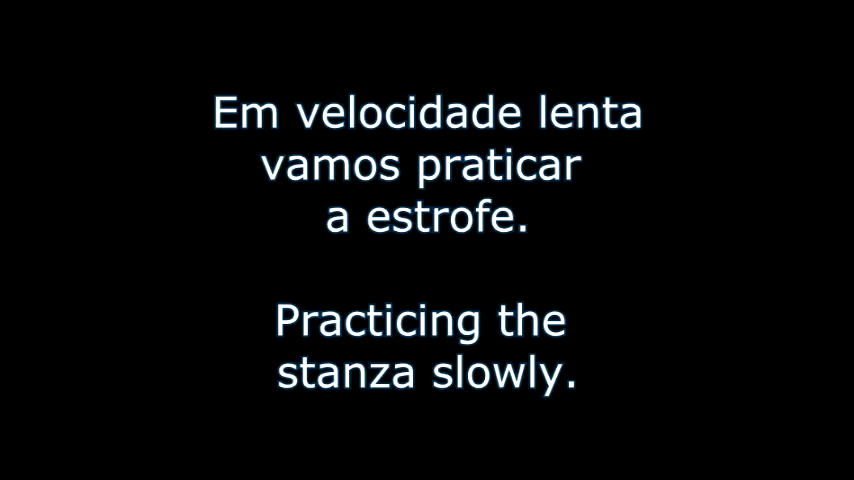 Em velocidade lenta
vamos praticar
a estrofe.
Practicing the
stanza slowly.